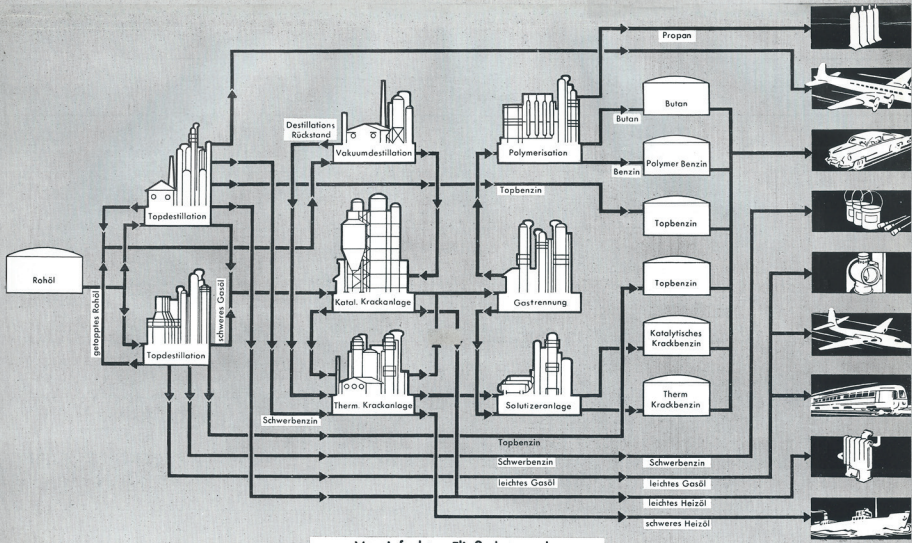 Propan
Destillations
Rückstand
Vakuumdestillation
Polymerisation
Butan
Butan
Benzin
Polymer Benzin
Topbenzin
Topdestillation
Topbenzin
Rohöl
getopptes Rohöl
schweres Gasöl
Katal. Krackanlage
Gastrennung
Topbenzin
Topdestillation
Katalytisches
Krackbenzin
Therm. Krackanlage
Solutizeranlage
Therm
Krackbenzin
Schwerbenzin
Topbenzin
Schwerbenzin
Schwerbenzin
leichtes Gasöl
leichtes Gasöl
leichtes Heizöl
schweres Heizöl